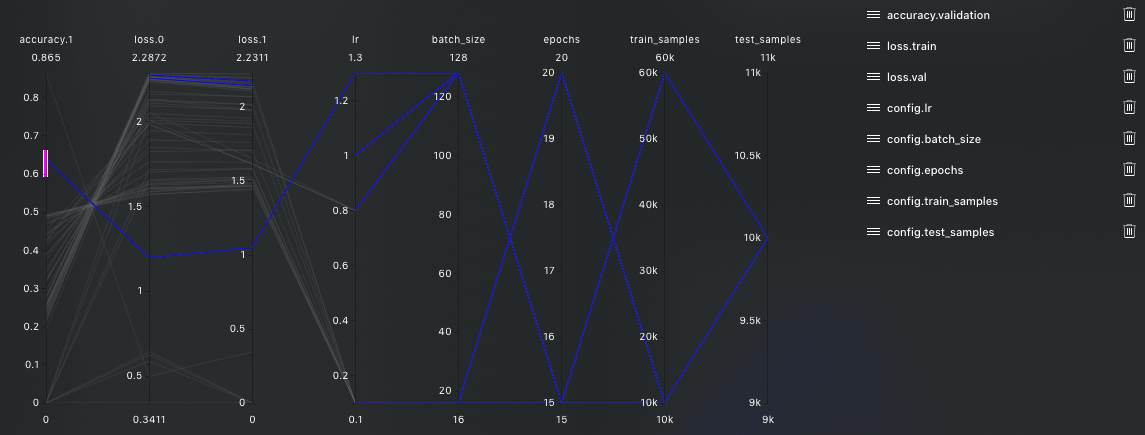 accuracy.1 loss.0 loss.1 lr batch_size epochs train_samples test_samples
0.865 2.2872 2.2311 1.3 128 20 60k 11k
0.8
0.7
0.6
0.5
0.4
0.3
0.2
0.1
0
0
2
1.5
1
0.5
0.3411
2
1.5
1
0.5
0
0
1.2
1
0.8
0.6
0.4
0.2
0.1
120
100
80
60
40
20
16
20
19
18
17
16
15
15
60k
50k
40k
30k
20k
10k
10k
11k
10.5k
10k
9.5k
9k
9k
accuracy.validation
loss.train
loss.val
config.lr
config.batch_size
config.epochs
config.train_samples
config.test_samples